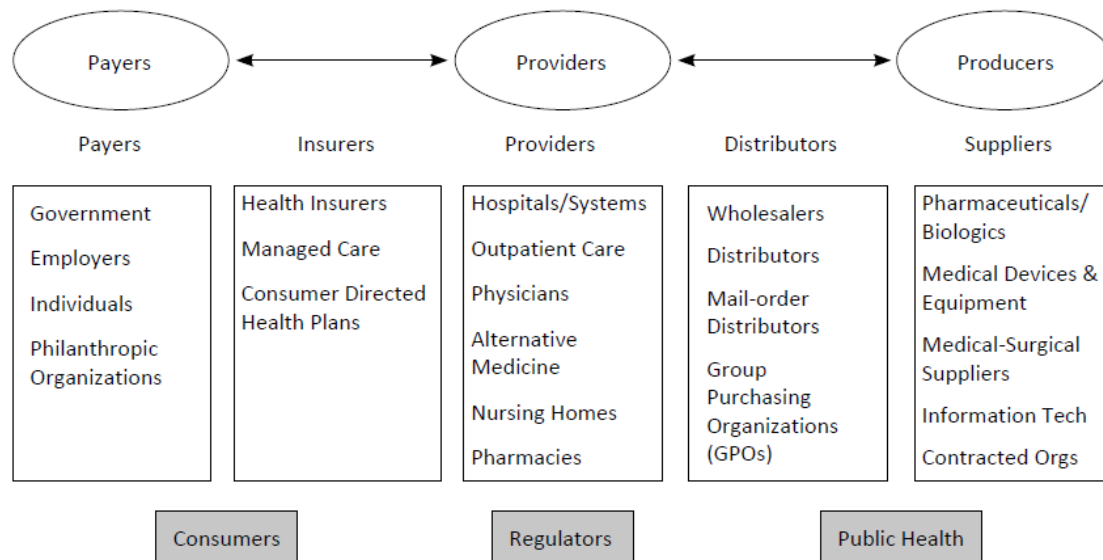 Payers
Providers
Producers
Payers
Insurers
Providers
Distributors
Suppliers
Government
Employers
Individuals
Philanthropic
Organizations
Health Insurers
Managed Care
Consumer Directed
Health Plans
Hospitals/Systems
Outpatient Care
Physicians
Alternative
Medicine
Nursing Homes
Pharmacies
Wholesalers
Distributors
Mail-order
Distributors
Group
Purchasing
Organizations
(GPOs)
Pharmaceuticals/
Biologics
Medical Devices &
Equipment
Medical-Surgical
Suppliers
Information Tech
Contracted Orgs
Consumers
Regulators
Public Health